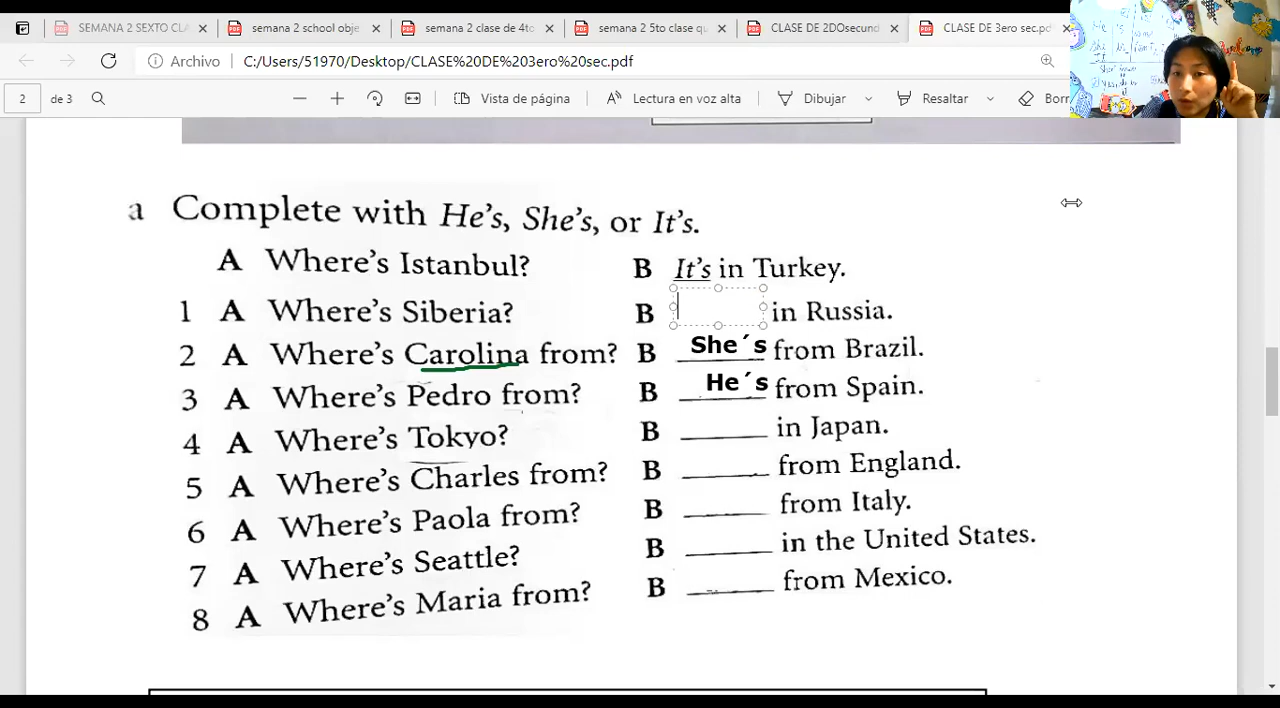 SEMANA 2 SEXTO CLA
semana 2 school obje
semana 2 5to clase qu
CLASE DE 2DOsecund
CLASE DE 3ero sec.pd
Archivo C:/Users/51970/Desktop/CLASE%20DE%203ero%20sec.pdf
2 de 3 Vista de página Lectura en voz alta Dibujar Resaltar Borr
a Complete with He's, She's, or It's.
A Where's Istanbul? B It's in Turkey.
1 A Where's Siberia? B in Russia.
2 A Where's Carolina from? B She´s from Brazil.
3 A Where's Pedro from? B He´s from Spain.
4 A Where's Tokyo? B ______ in Japan.
5 A Where's Charles from? B ______ from England.
6 A Where's Paola from? B ______ from Italy.
7 A Where's Seattle? B ______ in the United States.
8 A Where's Maria from? B ______ from Mexico.